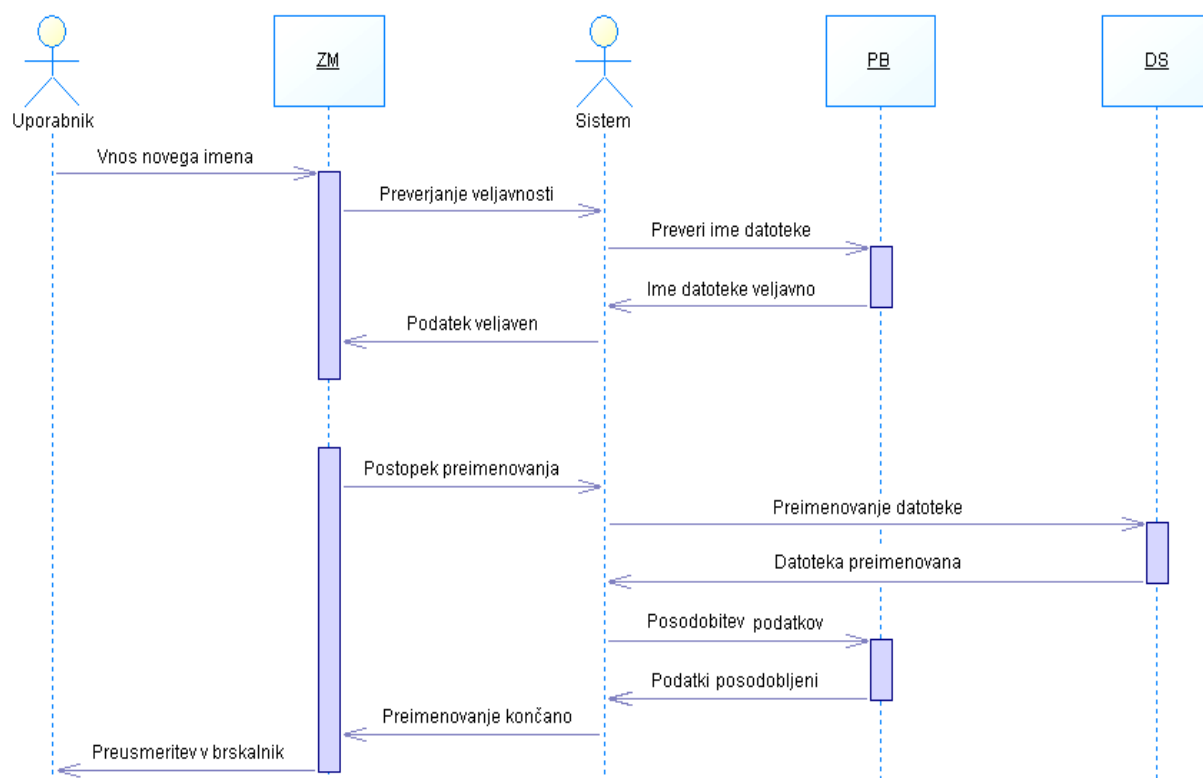 ZM
PB
DS
Uporabnik
Sistem
Vnos novega imena
Preverjanje veljavnosti
Preveri ime datoteke
Ime datoteke veljavno
Podatek veljaven
Postopek preimenovanja
Preimenovanje datoteke
Datoteka preimenovana
Posodobitev podatkov
Podatki posodobljeni
Preimenovanje končano
Preusmeritev v brskalnik